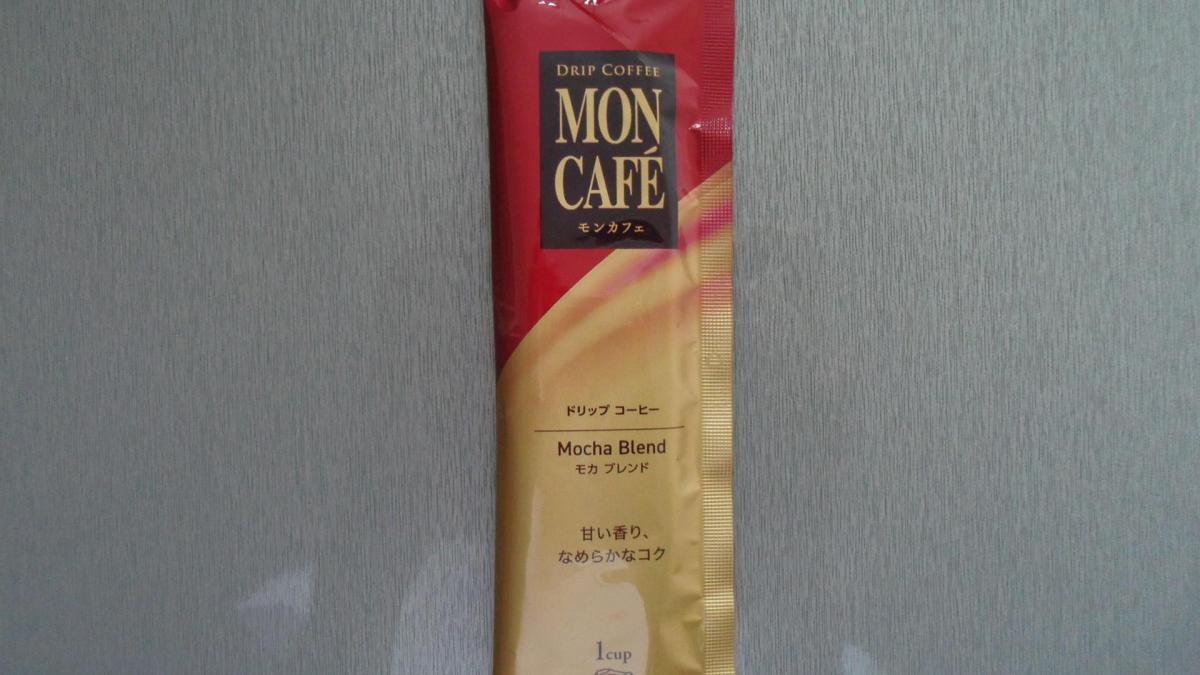 DRIP COFFEE
MON
CAFÉ
モンカフェ
ドリップ コーヒー
Mocha Blend
モカ ブレンド
甘い香り、
なめらかなコク
1cup